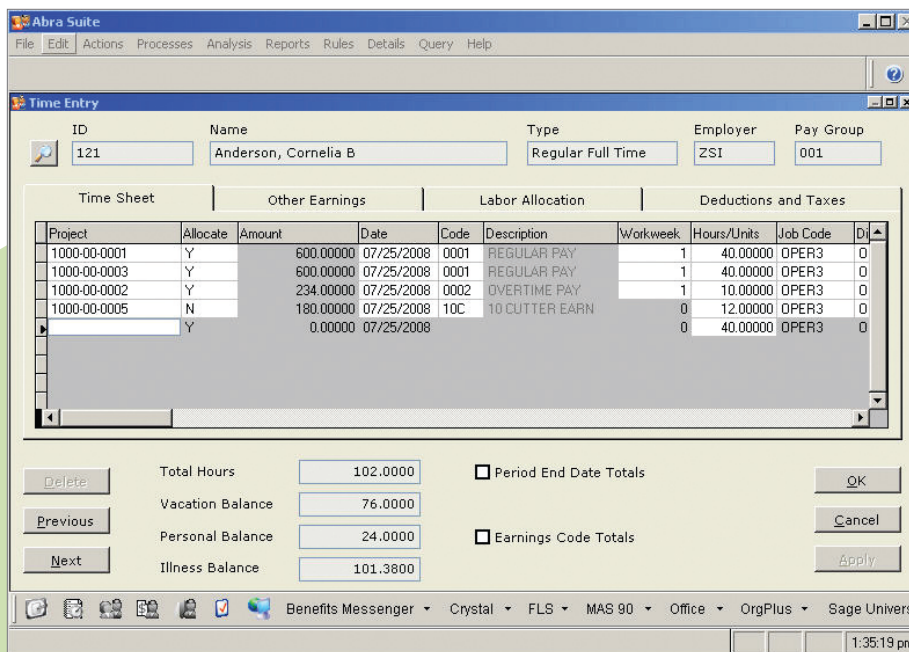 Abra Suite
File Edit Actions Processes Analysis Reports Rules Details Query Help
Time Entry
ID Name Type Employer Pay Group
121 Anderson, Cornelia B Regular Full Time ZSI 001
Time Sheet Other Earnings Labor Allocation Deductions and Taxes
Project Allocate Amount Date Code Description Workweek Hours/Units Job Code Di
1000-00-0001 Y 600.00000 07/25/2008 0001 REGULAR PAY 1 40.00000 OPER3 0
1000-00-0003 Y 600.00000 07/25/2008 0001 REGULAR PAY 1 40.00000 OPER3 0
1000-00-0002 Y 234.00000 07/25/2008 0002 OVERTIME PAY 1 10.00000 OPER3 0
1000-00-0005 N 180.00000 07/25/2008 10C 10 CUTTER EARN 0 12.00000 OPER3 0
Y 0.00000 07/25/2008 0 40.00000 OPER3 0
Delete Total Hours 102.0000 Period End Date Totals OK
Vacation Balance 76.0000
Previous Personal Balance 24.0000 Earnings Code Totals Cancel
Next Illness Balance 101.3800 Apply
Benefits Messenger Crystal FLS MAS 90 Office OrgPlus Sage Univers
1:35:19 pm